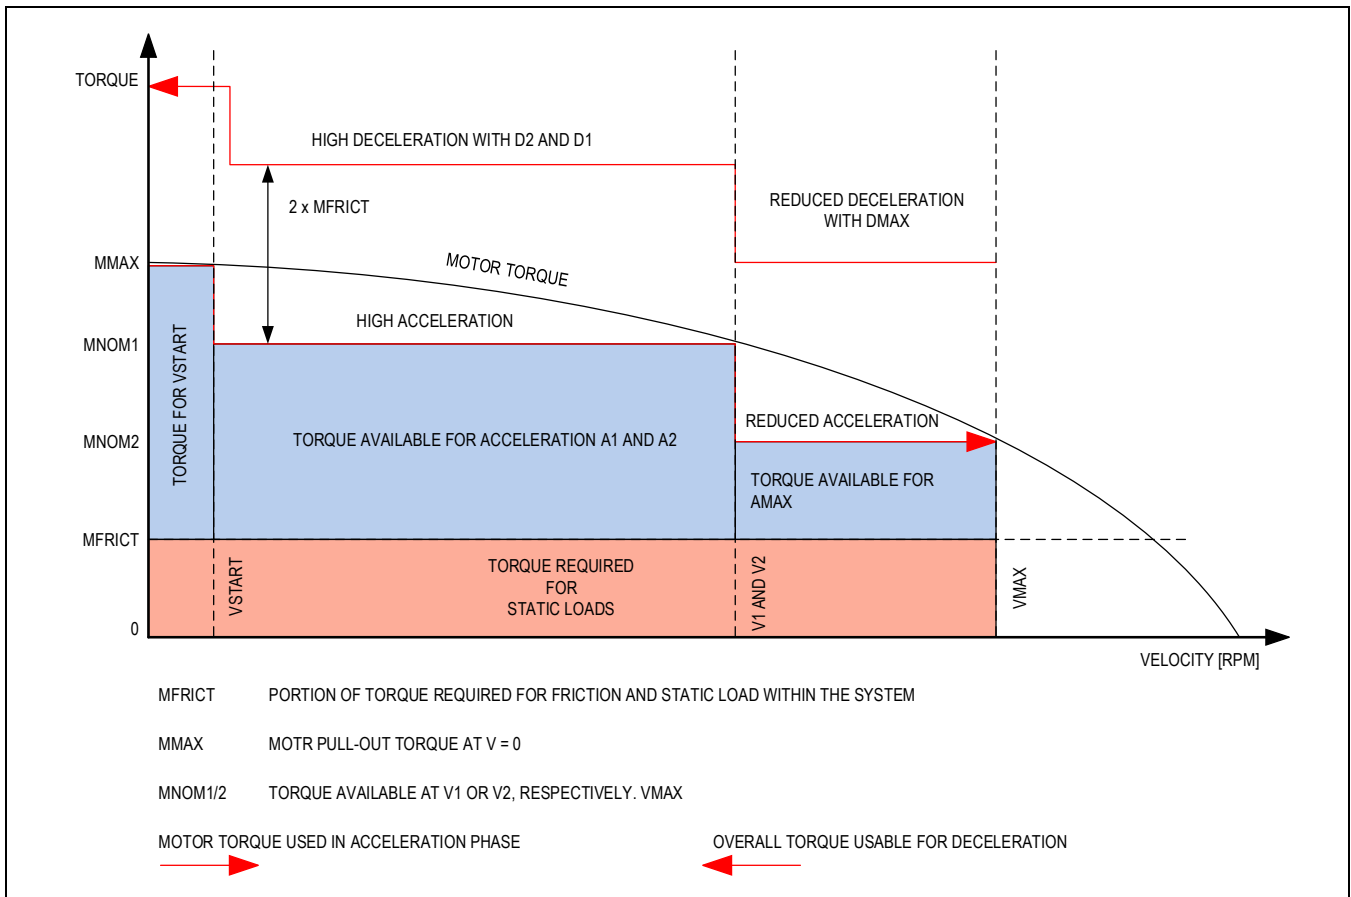 TORQUE
HIGH DECELERATION WITH D2 AND D1
2 x MFRICT
REDUCED DECELERATION
WITH DMAX
MMAX
MOTOR TORQUE
HIGH ACCELERATION
MNOM1
TORQUE FOR VSTART
REDUCED ACCELERATION
MNOM2
TORQUE AVAILABLE FOR ACCELERATION A1 AND A2
TORQUE AVAILABLE FOR
AMAX
MFRICT
VSTART
TORQUE REQUIRED
FOR
STATIC LOADS
V1 AND V2
VMAX
0
VELOCITY [RPM]
MFRICT PORTION OF TORQUE REQUIRED FOR FRICTION AND STATIC LOAD WITHIN THE SYSTEM
MMAX MOTR PULL-OUT TORQUE AT V = 0
MNOM1/2 TORQUE AVAILABLE AT V1 OR V2, RESPECTIVELY. VMAX
MOTOR TORQUE USED IN ACCELERATION PHASE OVERALL TORQUE USABLE FOR DECELERATION